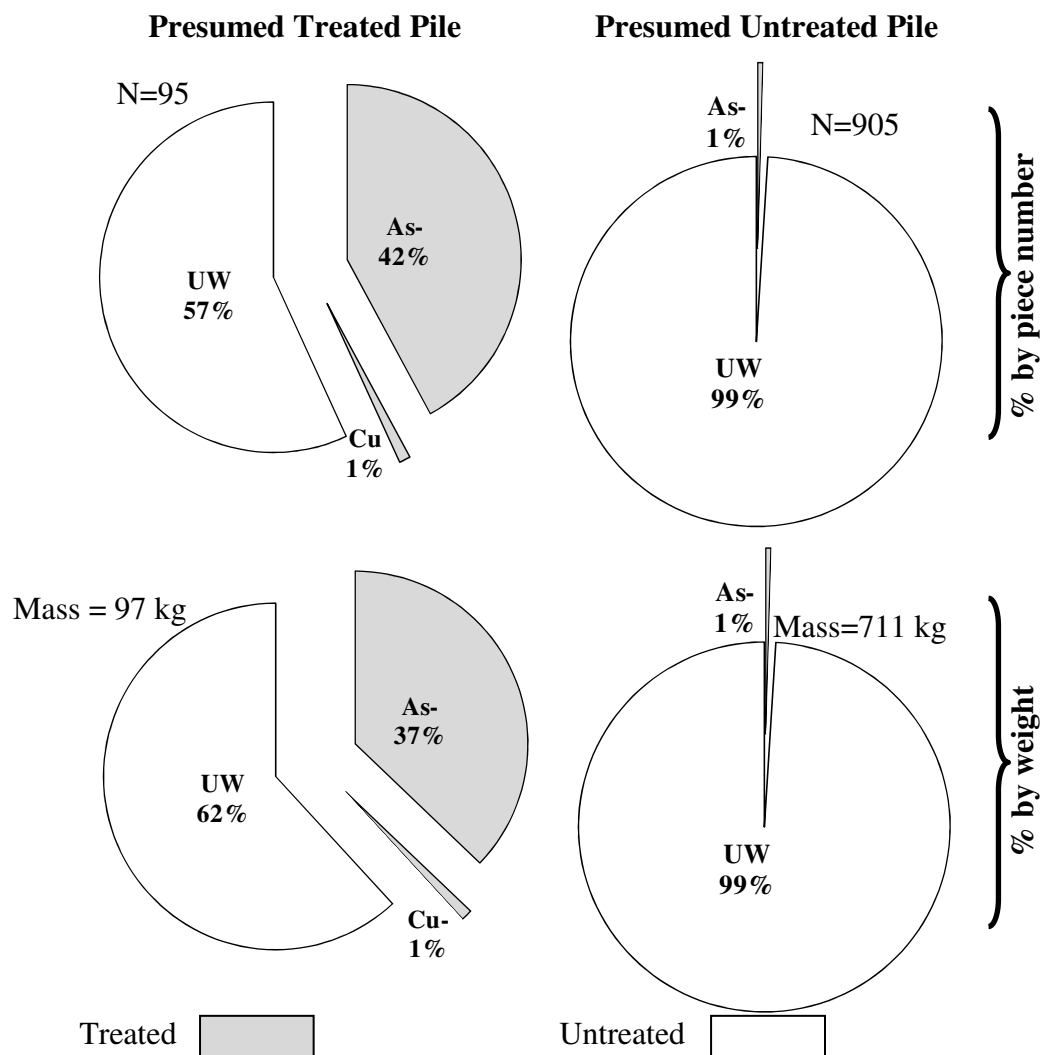 Presumed Treated Pile
Presumed Untreated Pile
N=95
As-
42%
UW
57%
Cu
1%
As-
1%
N=905
UW
99%
% by piece number
Mass = 97 kg
As-
37%
UW
62%
Cu-
1%
As-
1%
Mass=711 kg
UW
99%
% by weight
Treated
Untreated